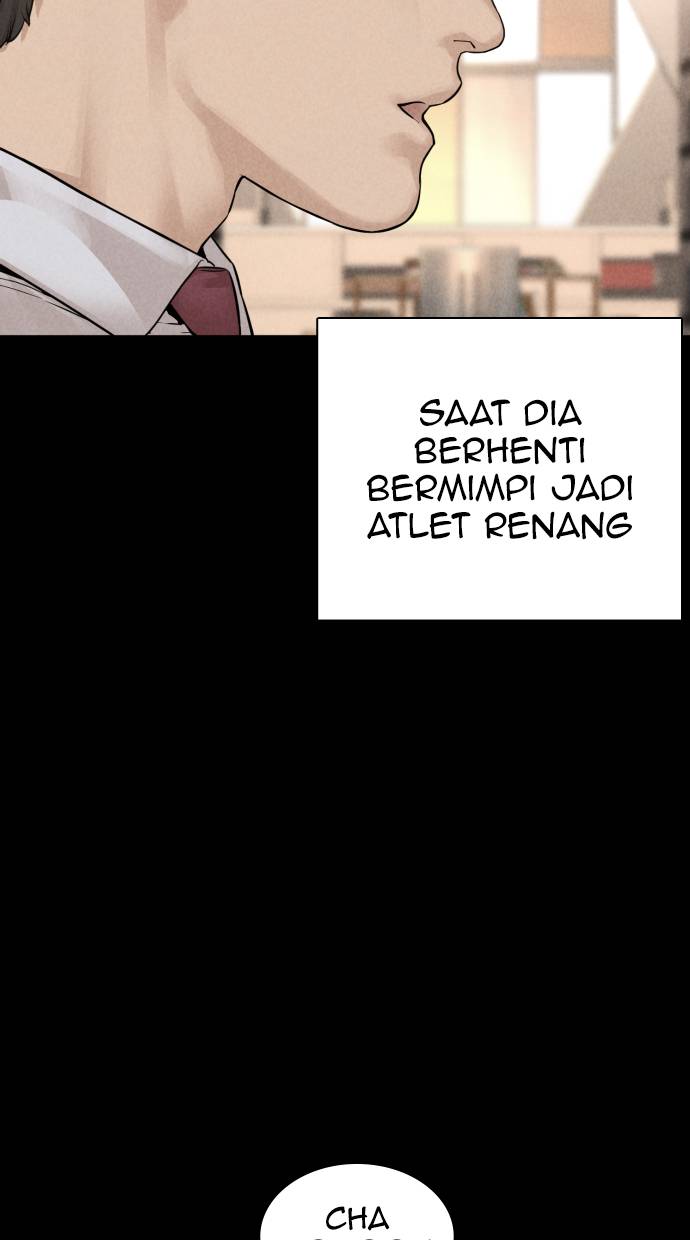 SAAT DIA
BERHENTI
BERMIMPI JADI
ATLET RENANG
CHA